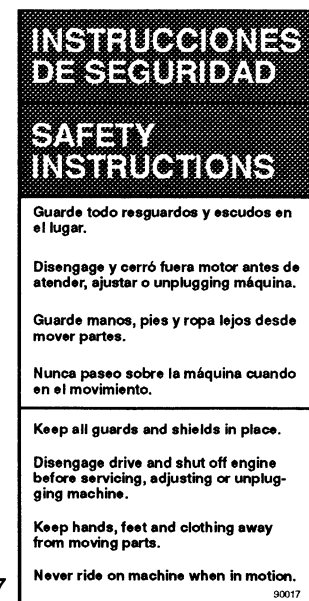 INSTRUCCIONES
DE SEGURIDAD
SAFETY
INSTRUCTIONS
Guarde todo resguardos y escudos en
el lugar.
Disengage y cerró fuera motor antes de
atender, ajustar o unplugging máquina.
Guarde manos, pies y ropa lejos desde
mover partes.
Nunca paseo sobre la máquina cuando
en el movimiento.
Keep all guards and shields in place.
Disengage drive and shut off engine
before servicing, adjusting or unplug-
ging machine.
Keep hands, feet and clothing away
from moving parts.
Never ride on machine when in motion.
90017
7